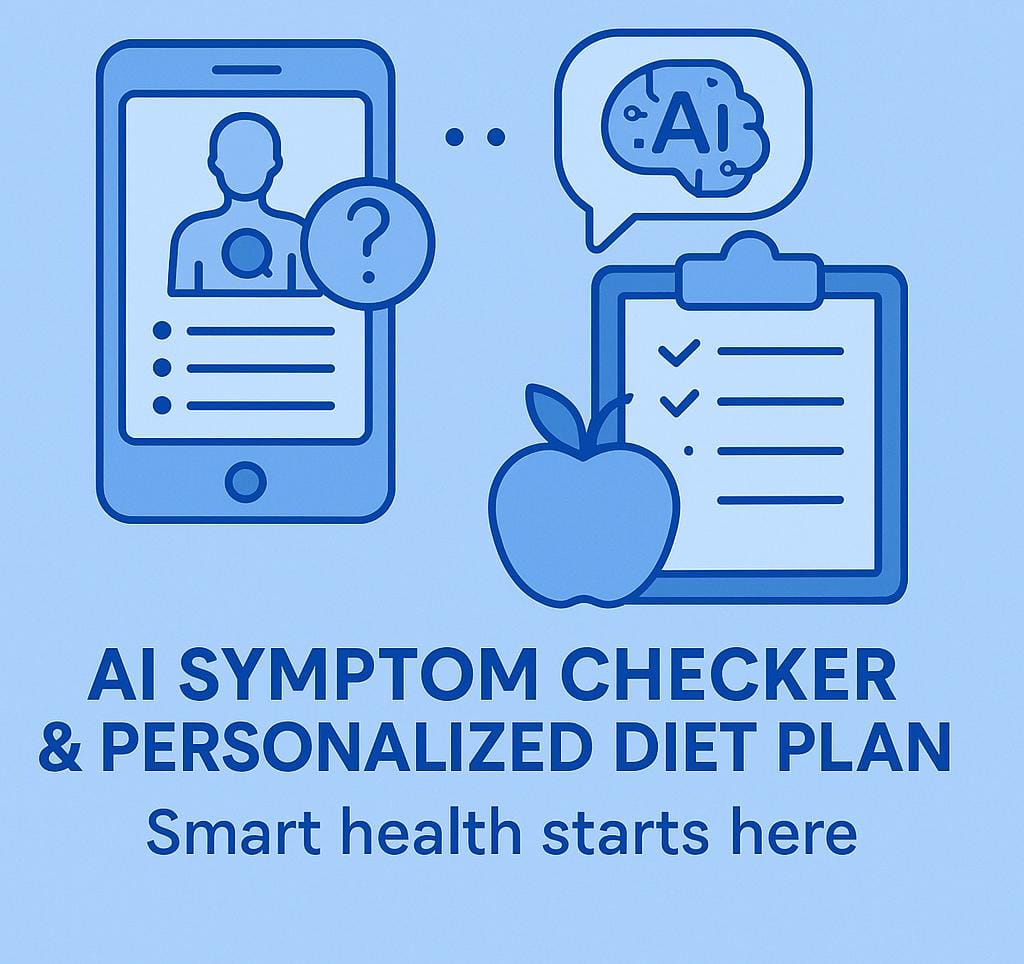 ?
AI
AI SYMPTOM CHECKER
& PERSONALIZED DIET PLAN
Smart health starts here